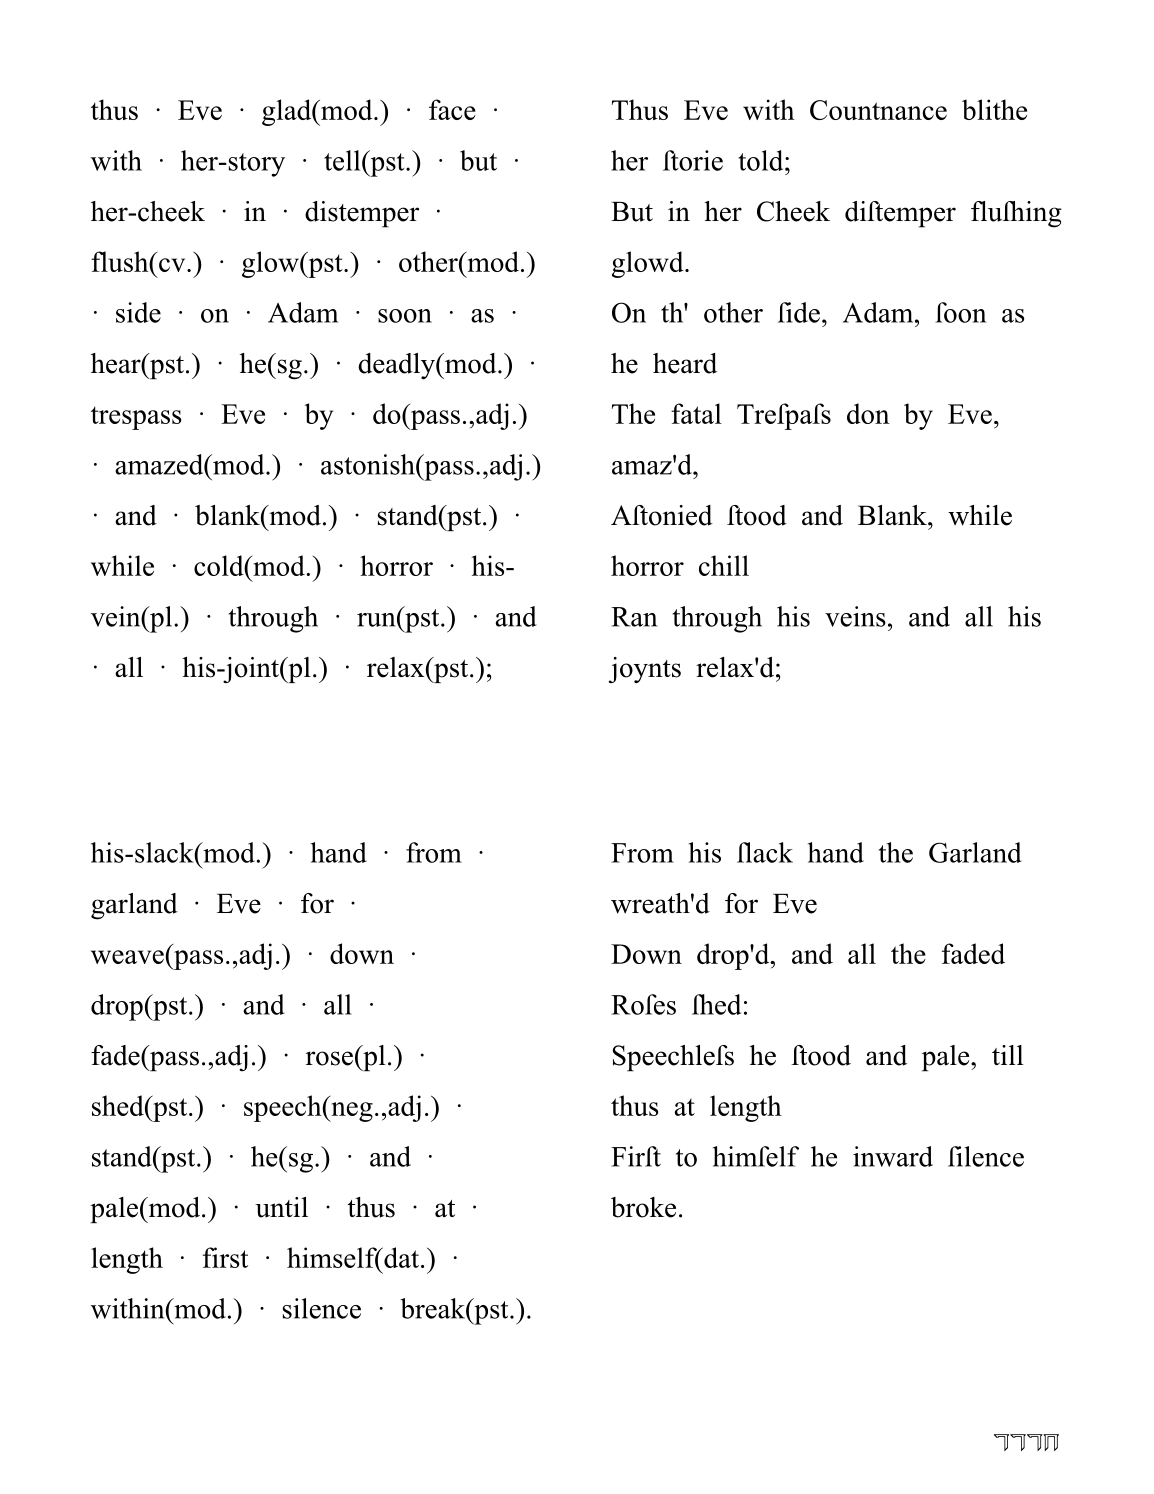 thus · Eve · glad(mod.) · face ·
with · her-story · tell(pst.) · but ·
her-cheek · in · distemper ·
flush(cv.) · glow(pst.) · other(mod.)
· side · on · Adam · soon · as ·
hear(pst.) · he(sg.) · deadly(mod.) ·
trespass · Eve · by · do(pass.,adj.)
· amazed(mod.) · astonish(pass.,adj.)
· and · blank(mod.) · stand(pst.) ·
while · cold(mod.) · horror · his-
vein(pl.) · through · run(pst.) · and
· all · his-joint(pl.) · relax(pst.);
Thus Eve with Countnance blithe
her ſtorie told;
But in her Cheek diſtemper fluſhing
glowd.
On th' other ſide, Adam, ſoon as
he heard
The fatal Treſpaſs don by Eve,
amaz'd,
Aſtonied ſtood and Blank, while
horror chill
Ran through his veins, and all his
joynts relax'd;
his-slack(mod.) · hand · from ·
garland · Eve · for ·
weave(pass.,adj.) · down ·
drop(pst.) · and · all ·
fade(pass.,adj.) · rose(pl.) ·
shed(pst.) · speech(neg.,adj.) ·
stand(pst.) · he(sg.) · and ·
pale(mod.) · until · thus · at ·
length · first · himself(dat.) ·
within(mod.) · silence · break(pst.).
From his ſlack hand the Garland
wreath'd for Eve
Down drop'd, and all the faded
Roſes ſhed:
Speechleſs he ſtood and pale, till
thus at length
Firſt to himſelf he inward ſilence
broke.